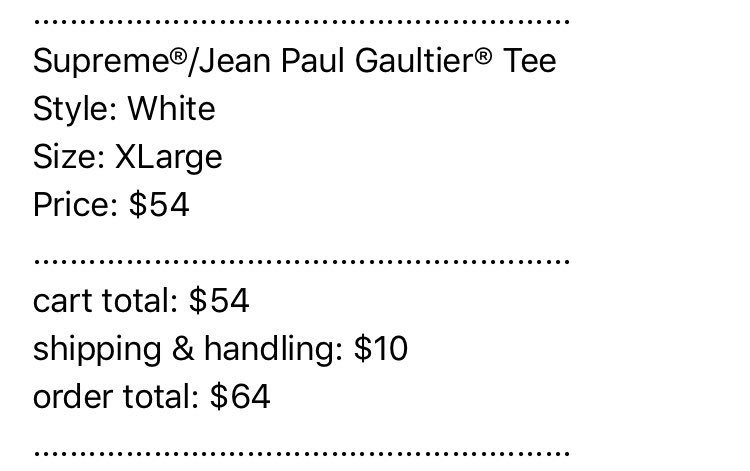 ..........................................................
Supreme®/Jean Paul Gaultier® Tee
Style: White
Size: XLarge
Price: $54
..........................................................
cart total: $54
shipping & handling: $10
order total: $64
..........................................................